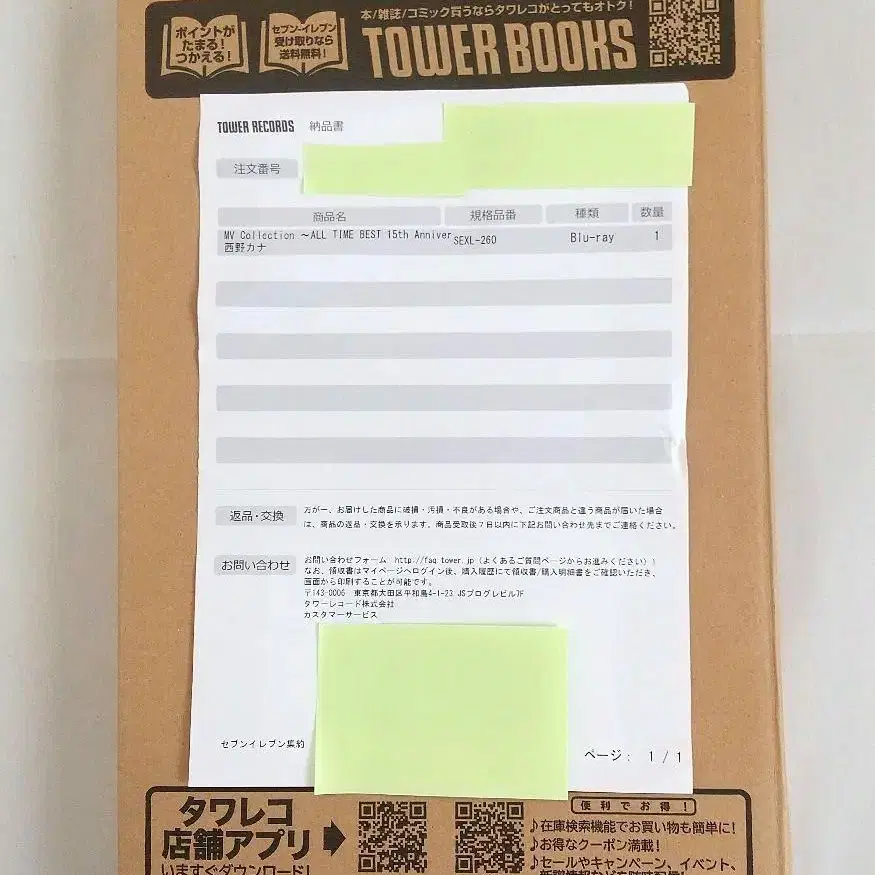 ポイントが
たまる!
つかえる!
セブン-イレブン
受け取りなら
送料無料!
本/雑誌/コミック買うならタワレコがとってもオトク!
TOWER BOOKS
TOWER RECORDS 納品書
注文番号
商品名 規格品番 種類 数量
MV Collection ～ALL TIME BEST 15th Anniver SEXL-260 Blu-ray 1
西野カナ
返品・交換 万が一、お届けした商品に破損・汚損・不良がある場合や、ご注文商品と違う商品が届いた場合
は、商品の返品・交換を承ります。商品受取後7日以内に下記お問い合わせ先までご連絡ください。
お問い合わせ お問い合わせフォーム http://faq.tower.jp (よくあるご質問ページからお進みください)
なお、領収書はマイページへログイン後、購入履歴にて領収書/購入明細書をご確認いただき、
画面から印刷することが可能です。
〒143-0006 東京都大田区平和島4-1-23 JSプログレビル7F
タワーレコード株式会社
カスタマーサービス
セブンイレブン集約
ページ: 1 / 1
タワレコ
店舗アプリ
いますぐダウンロード!
便利でお得!
♪在庫検索機能でお買い物も簡単に!
♪お得なクーポン満載!
♪セールやキャンペーン、イベント、
新譜情報なども随時配信!